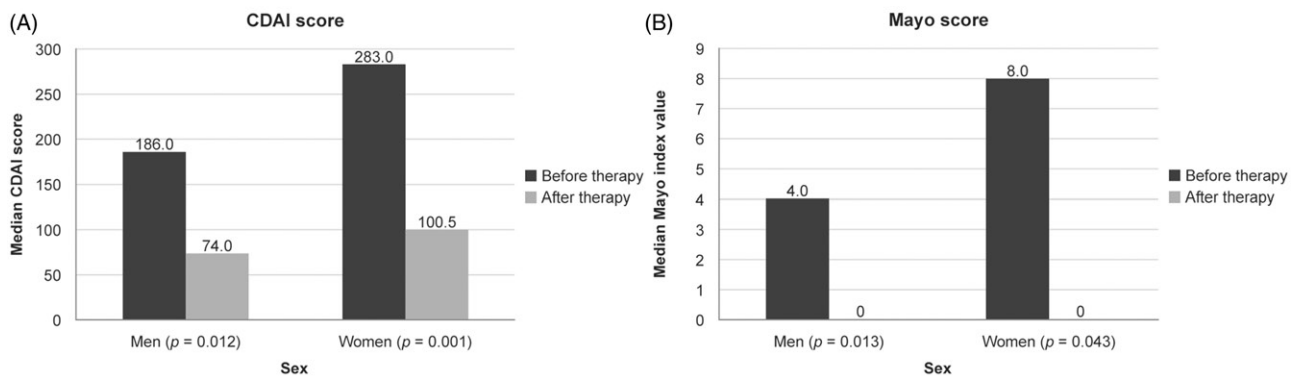 (A)
CDAI score
Median CDAI score
300
250
200
150
100
50
0
186.0
74.0
283.0
100.5
Men (p = 0.012)
Women (p = 0.001)
Sex
Before therapy
After therapy
(B)
Mayo score
Median Mayo index value
9
8
7
6
5
4
3
2
1
0
4.0
0
8.0
0
Men (p = 0.013)
Women (p = 0.043)
Sex
Before therapy
After therapy